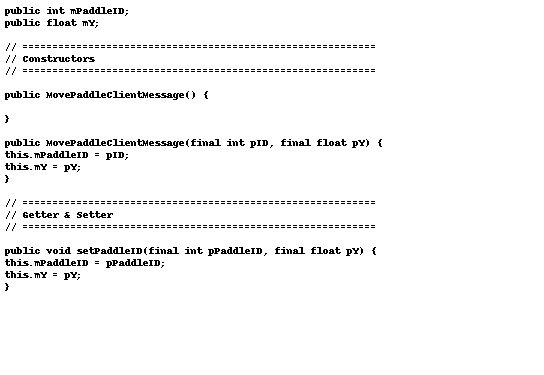 public int mPaddleID;
public float mY;
// ===========================================================
// Constructors
// ===========================================================
public MovePaddleClientMessage() {
}
public MovePaddleClientMessage(final int pID, final float pY) {
this.mPaddleID = pID;
this.mY = pY;
}
// ===========================================================
// Getter & Setter
// ===========================================================
public void setPaddleID(final int pPaddleID, final float pY) {
this.mPaddleID = pPaddleID;
this.mY = pY;
}